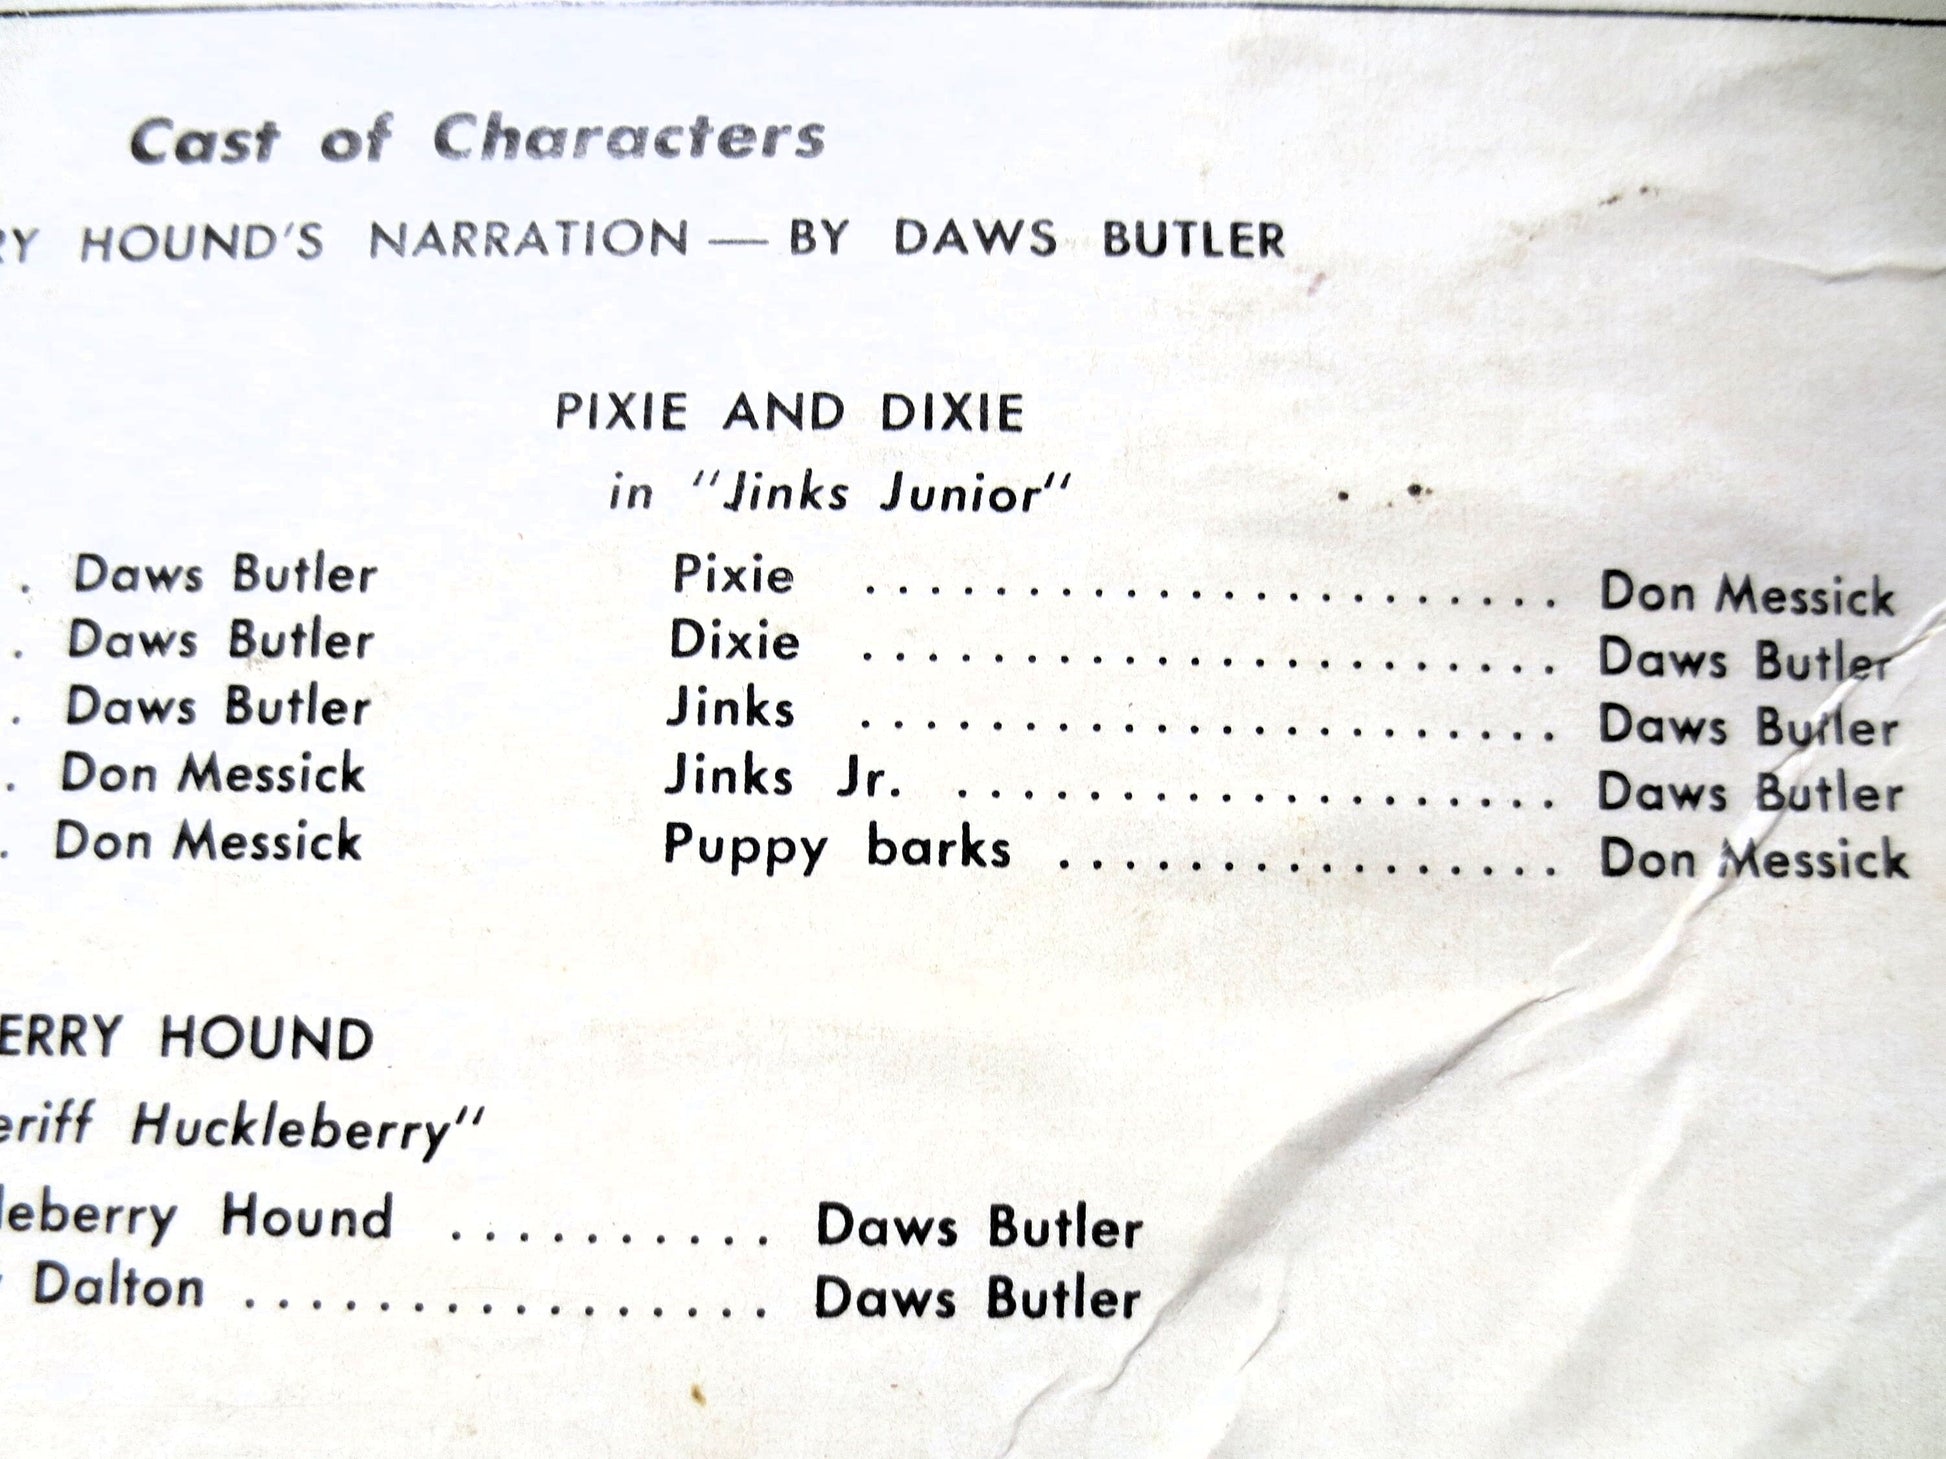 Cast of Characters
RY HOUND'S NARRATION — BY DAWS BUTLER
PIXIE AND DIXIE
in "Jinks Junior"
. Daws Butler
. Daws Butler
. Daws Butler
. Don Messick
. Don Messick
Pixie ...................... Don Messick
Dixie ...................... Daws Butler
Jinks ...................... Daws Butler
Jinks Jr. ................... Daws Butler
Puppy barks ................ Don Messick
ERRY HOUND
eriff Huckleberry"
leberry Hound .......... Daws Butler
Dalton ................ Daws Butler